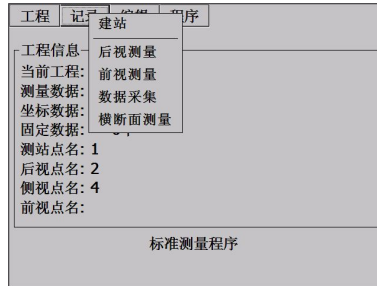 工程 记录 编辑 程序
建站
后视测量
前视测量
数据采集
横断面测量
工程信息
当前工程:
测量数据:
坐标数据:
固定数据:
测站点名: 1
后视点名: 2
侧视点名: 4
前视点名:
标准测量程序